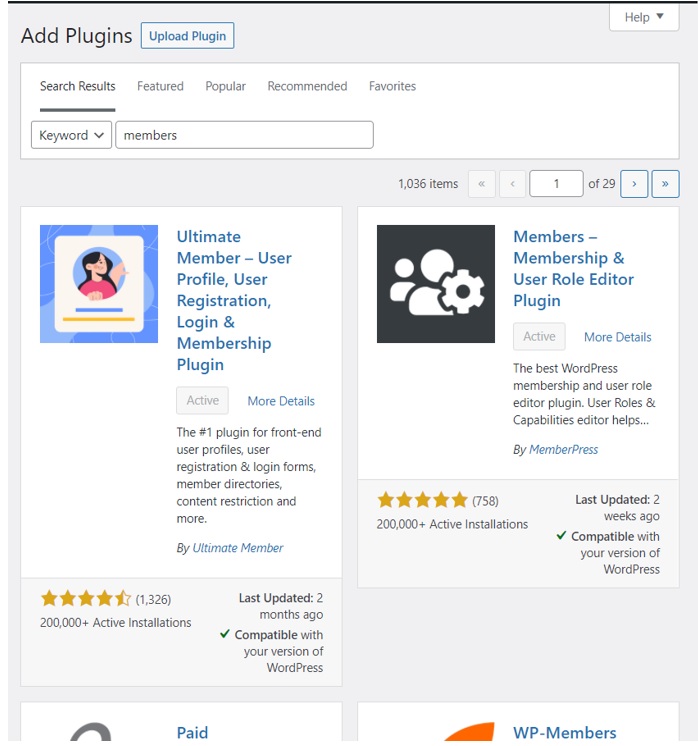 Help ▼
Add Plugins Upload Plugin
Search Results Featured Popular Recommended Favorites
Keyword members
1,036 items « ‹ 1 of 29 › »
Ultimate
Member – User
Profile, User
Registration,
Login &
Membership
Plugin
Active More Details
The #1 plugin for front-end
user profiles, user
registration & login forms,
member directories,
content restriction and
more.
By Ultimate Member
(1,326)
200,000+ Active Installations
Last Updated: 2
months ago
✔ Compatible with
your version of
WordPress
Members –
Membership &
User Role Editor
Plugin
Active More Details
The best WordPress
membership and user role
editor plugin. User Roles &
Capabilities editor helps...
By MemberPress
(758)
200,000+ Active Installations
Last Updated: 2
weeks ago
✔ Compatible with
your version of
WordPress
Paid
WP-Members